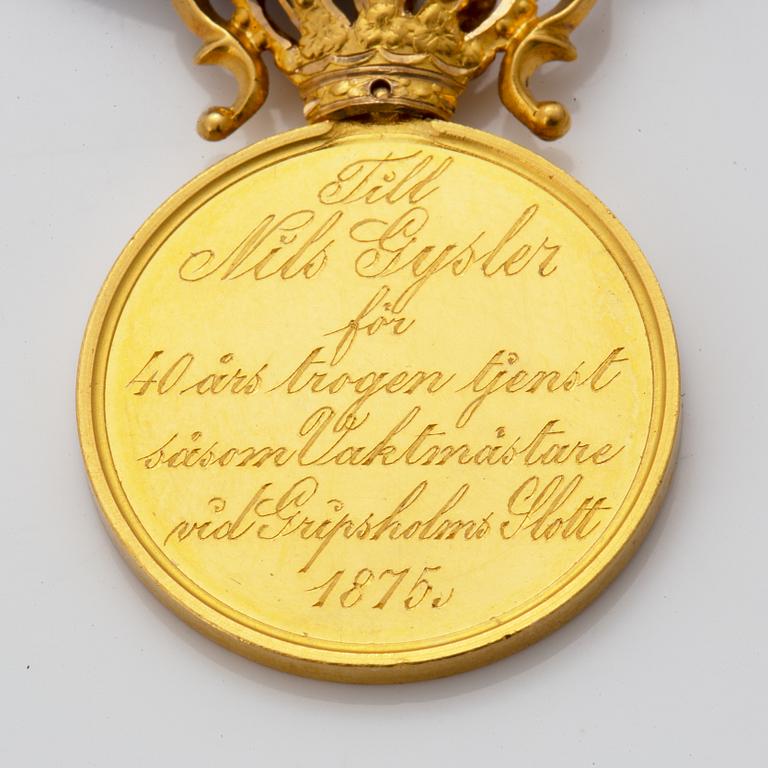 Till
Nils Gysler
för
40 års trogen tjenst
såsom Vaktmästare
vid Gripsholms Slott
1875.